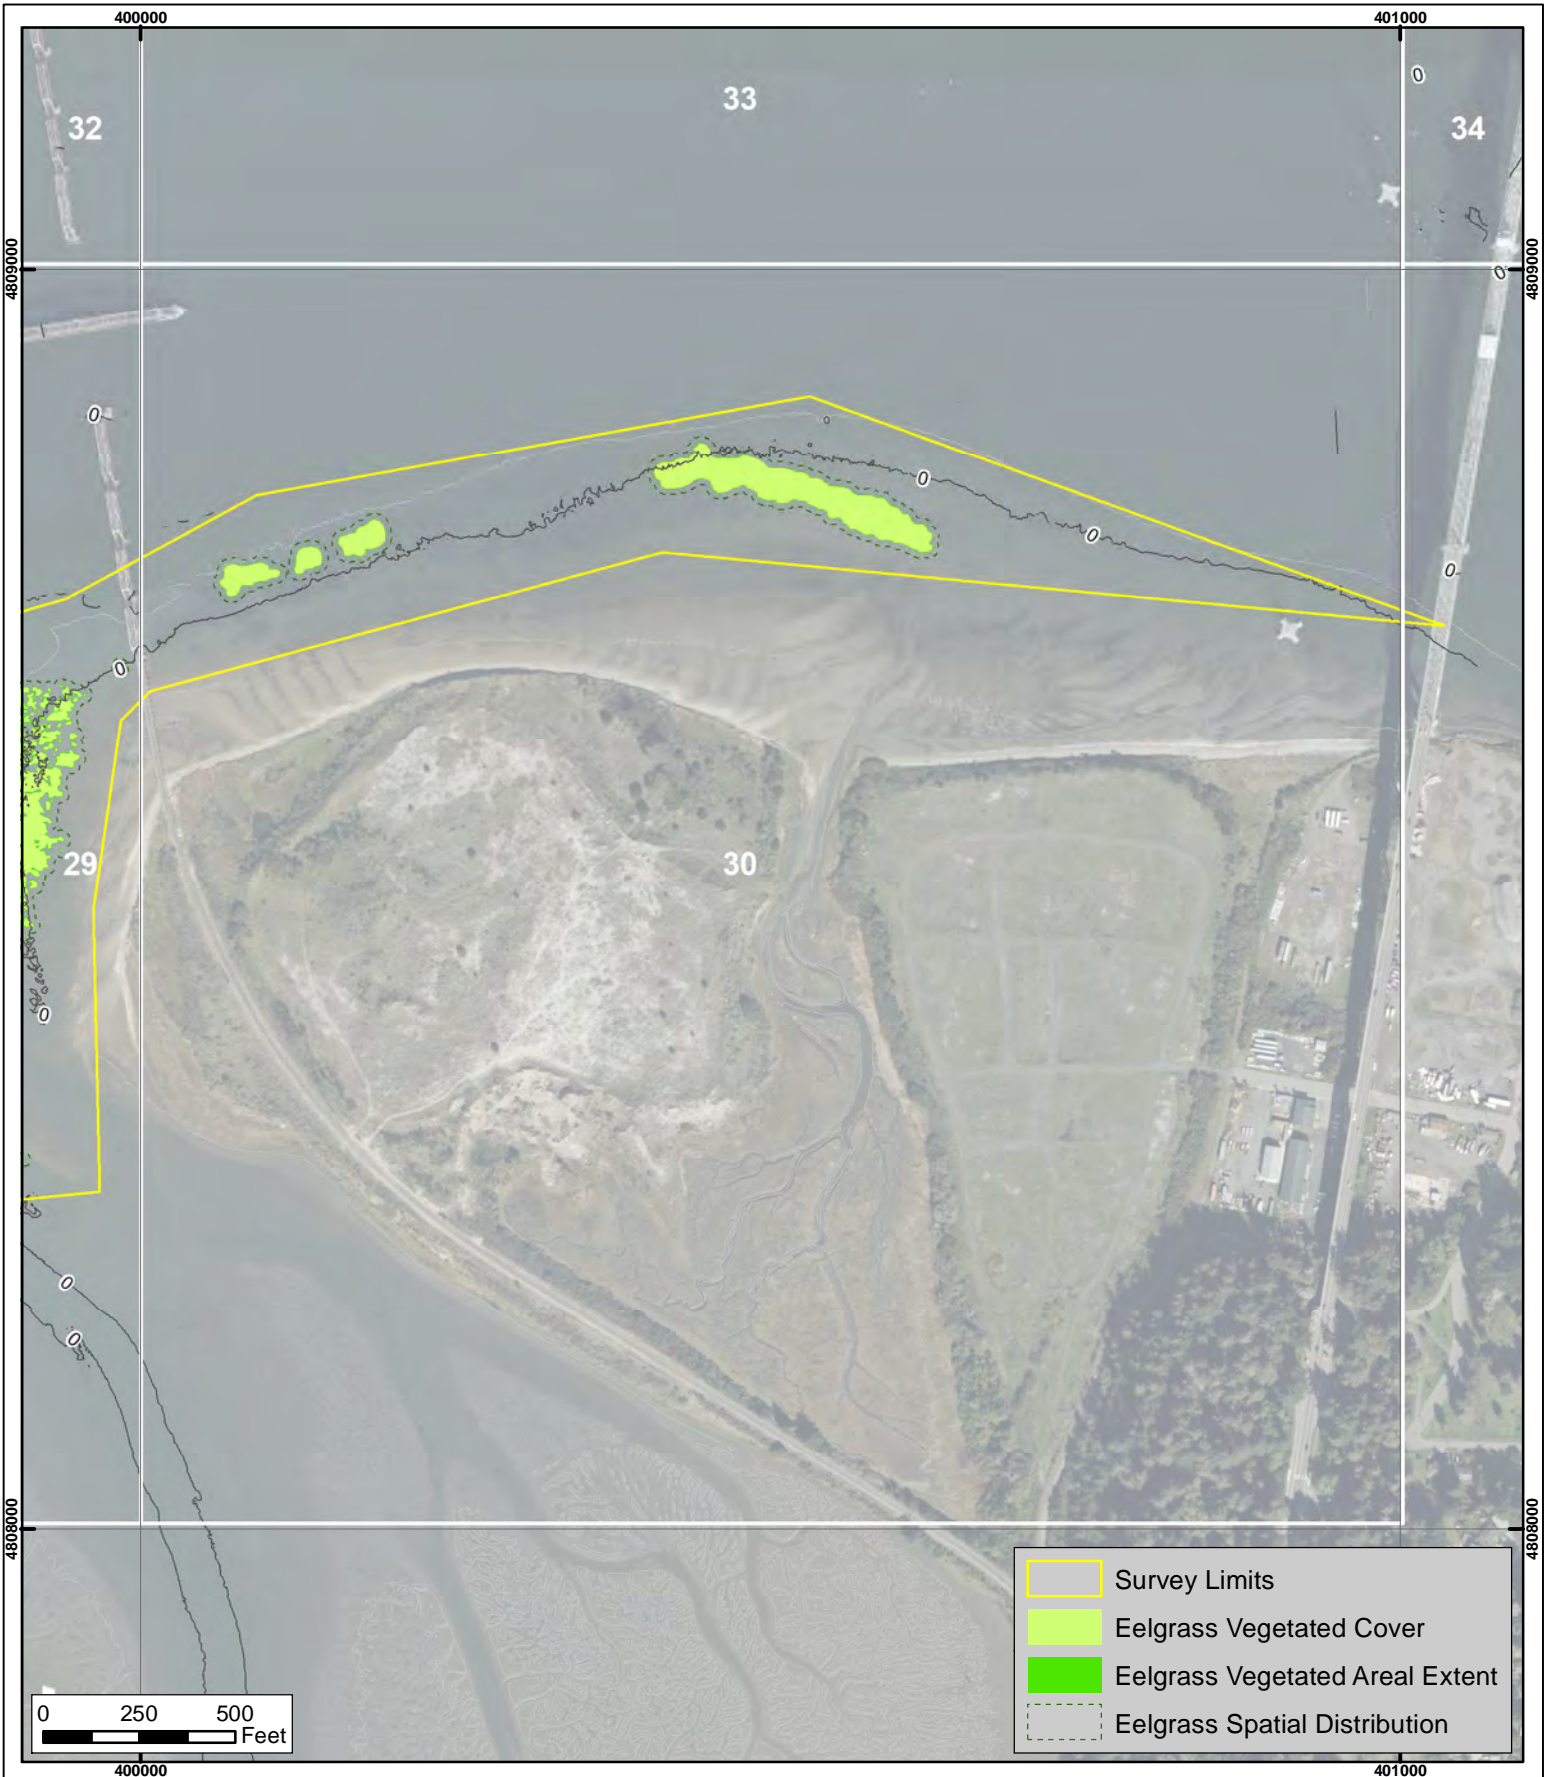 400000 401000
0
33
32 34
4809000 4809000
0
0
0
0
0
0
29 30
0
0
0
4808000 4808000
Survey Limits
Eelgrass Vegetated Cover
Eelgrass Vegetated Areal Extent
Eelgrass Spatial Distribution
0 250 500
Feet
400000 401000